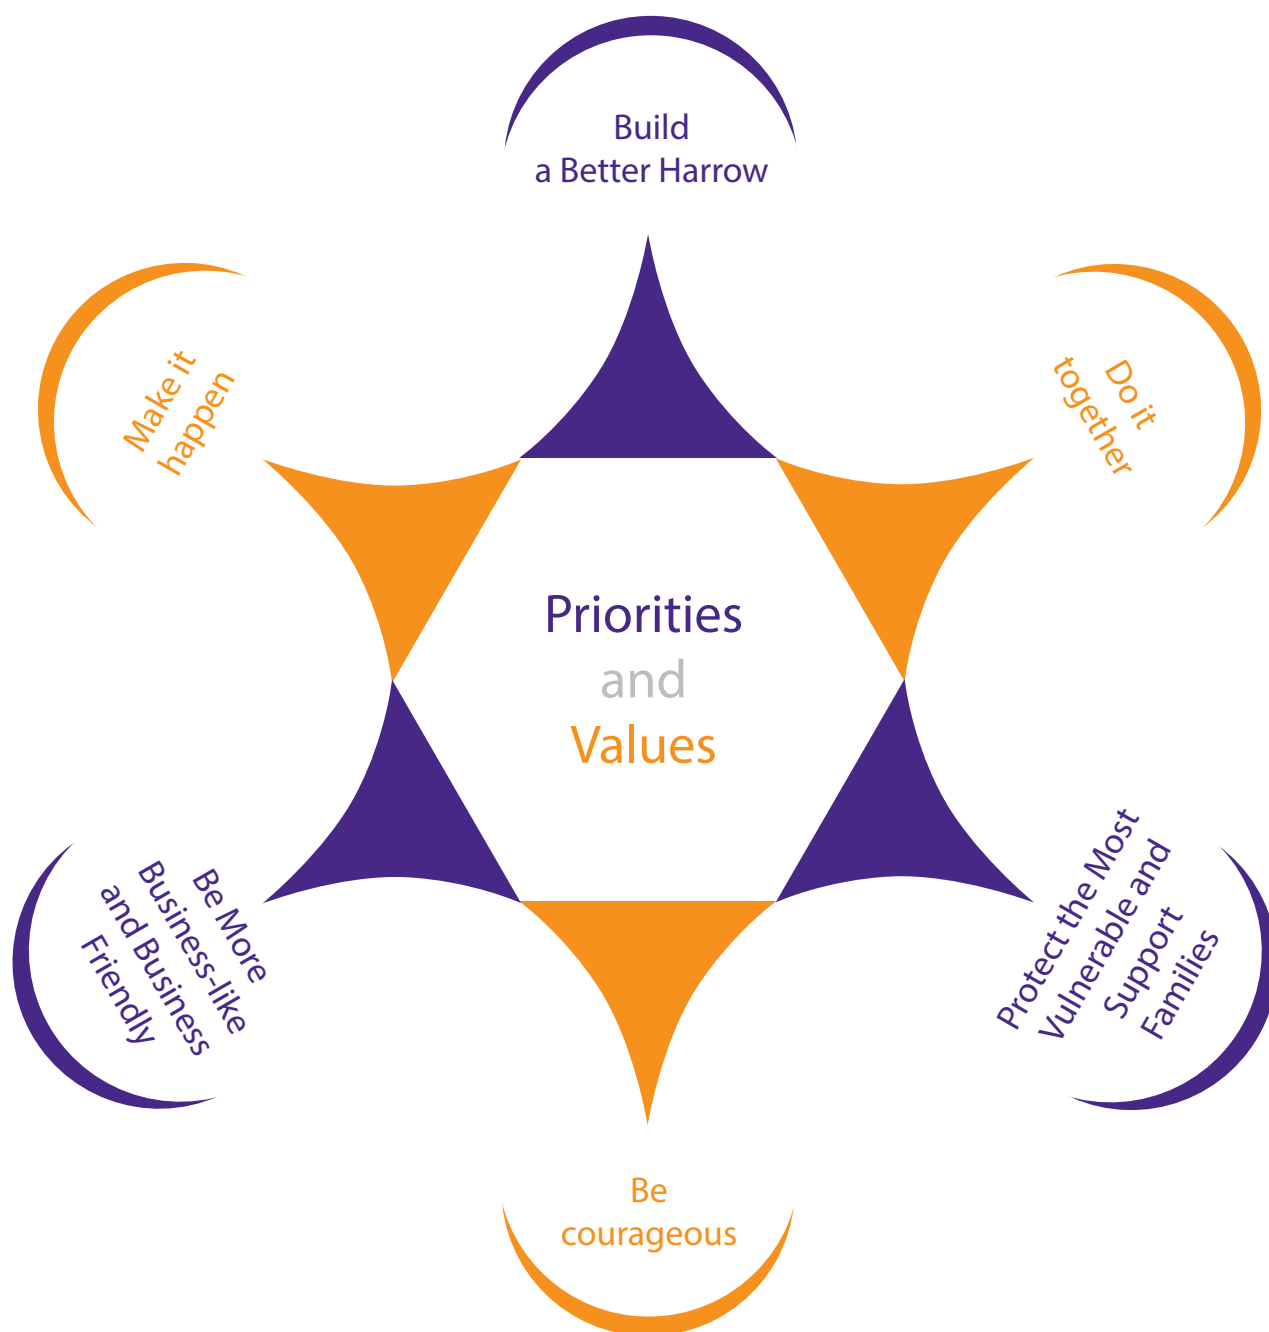 Build
a Better Harrow
Make it
happen
Do it
together
Priorities
and
Values
Be More
Business-like
and Business
Friendly
Protect the Most
Vulnerable and
Support
Families
Be
courageous